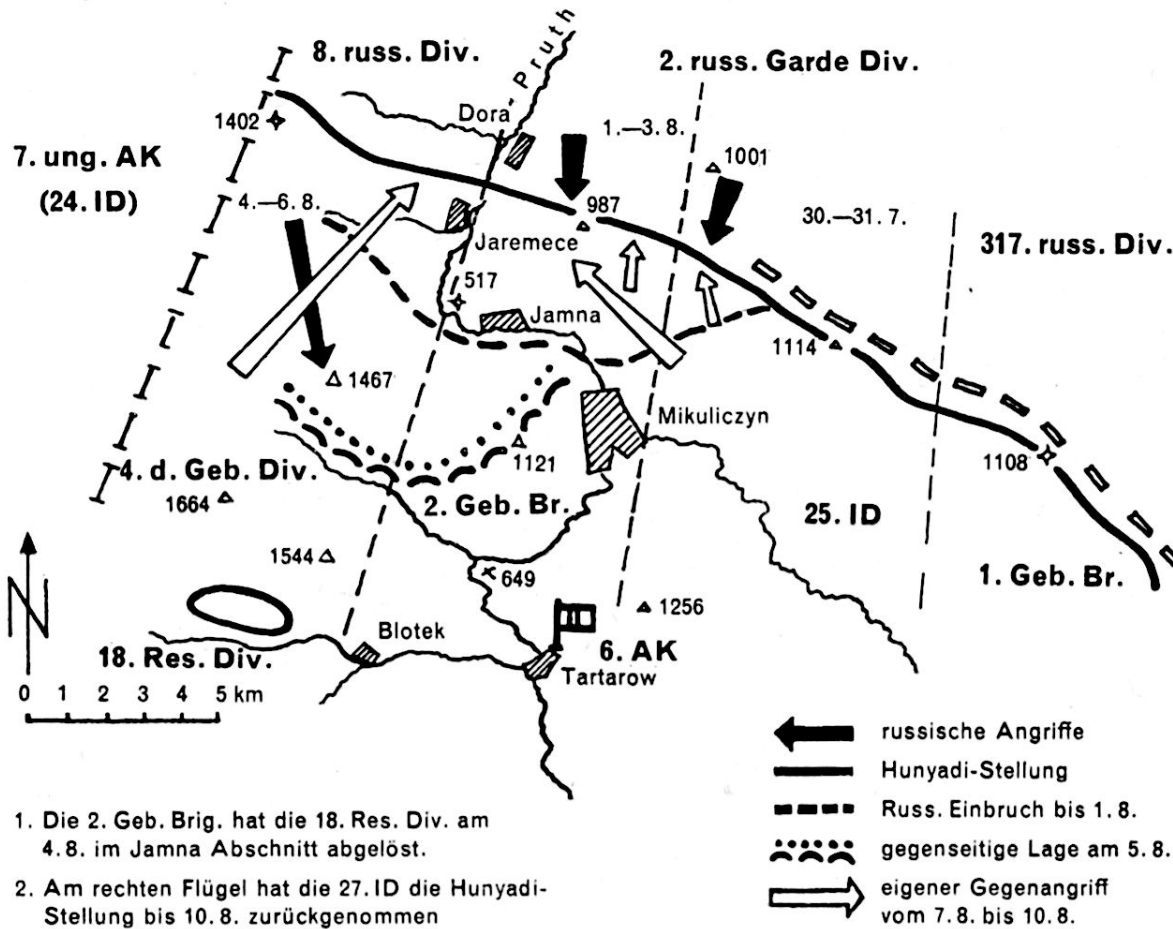 8. russ. Div.
Pruth
2. russ. Garde Div.
Dora
1.—3.8.
1402
1001
7. ung. AK
(24. ID)
4.—6.8.
987
30.—31.7.
Jaremece
317. russ. Div.
517
Jamna
1114
1467
Mikuliczyn
1121
1108
4. d. Geb. Div.
1664
2. Geb. Br.
25. ID
1544
649
1. Geb. Br.
N
1256
Blotek
18. Res. Div.
6. AK
Tartarow
0 1 2 3 4 5 km
russische Angriffe
Hunyadi-Stellung
Russ. Einbruch bis 1.8.
gegenseitige Lage am 5.8.
eigener Gegenangriff
vom 7.8. bis 10.8.
1. Die 2. Geb. Brig. hat die 18. Res. Div. am
4.8. im Jamna Abschnitt abgelöst.
2. Am rechten Flügel hat die 27. ID die Hunyadi-
Stellung bis 10.8. zurückgenommen